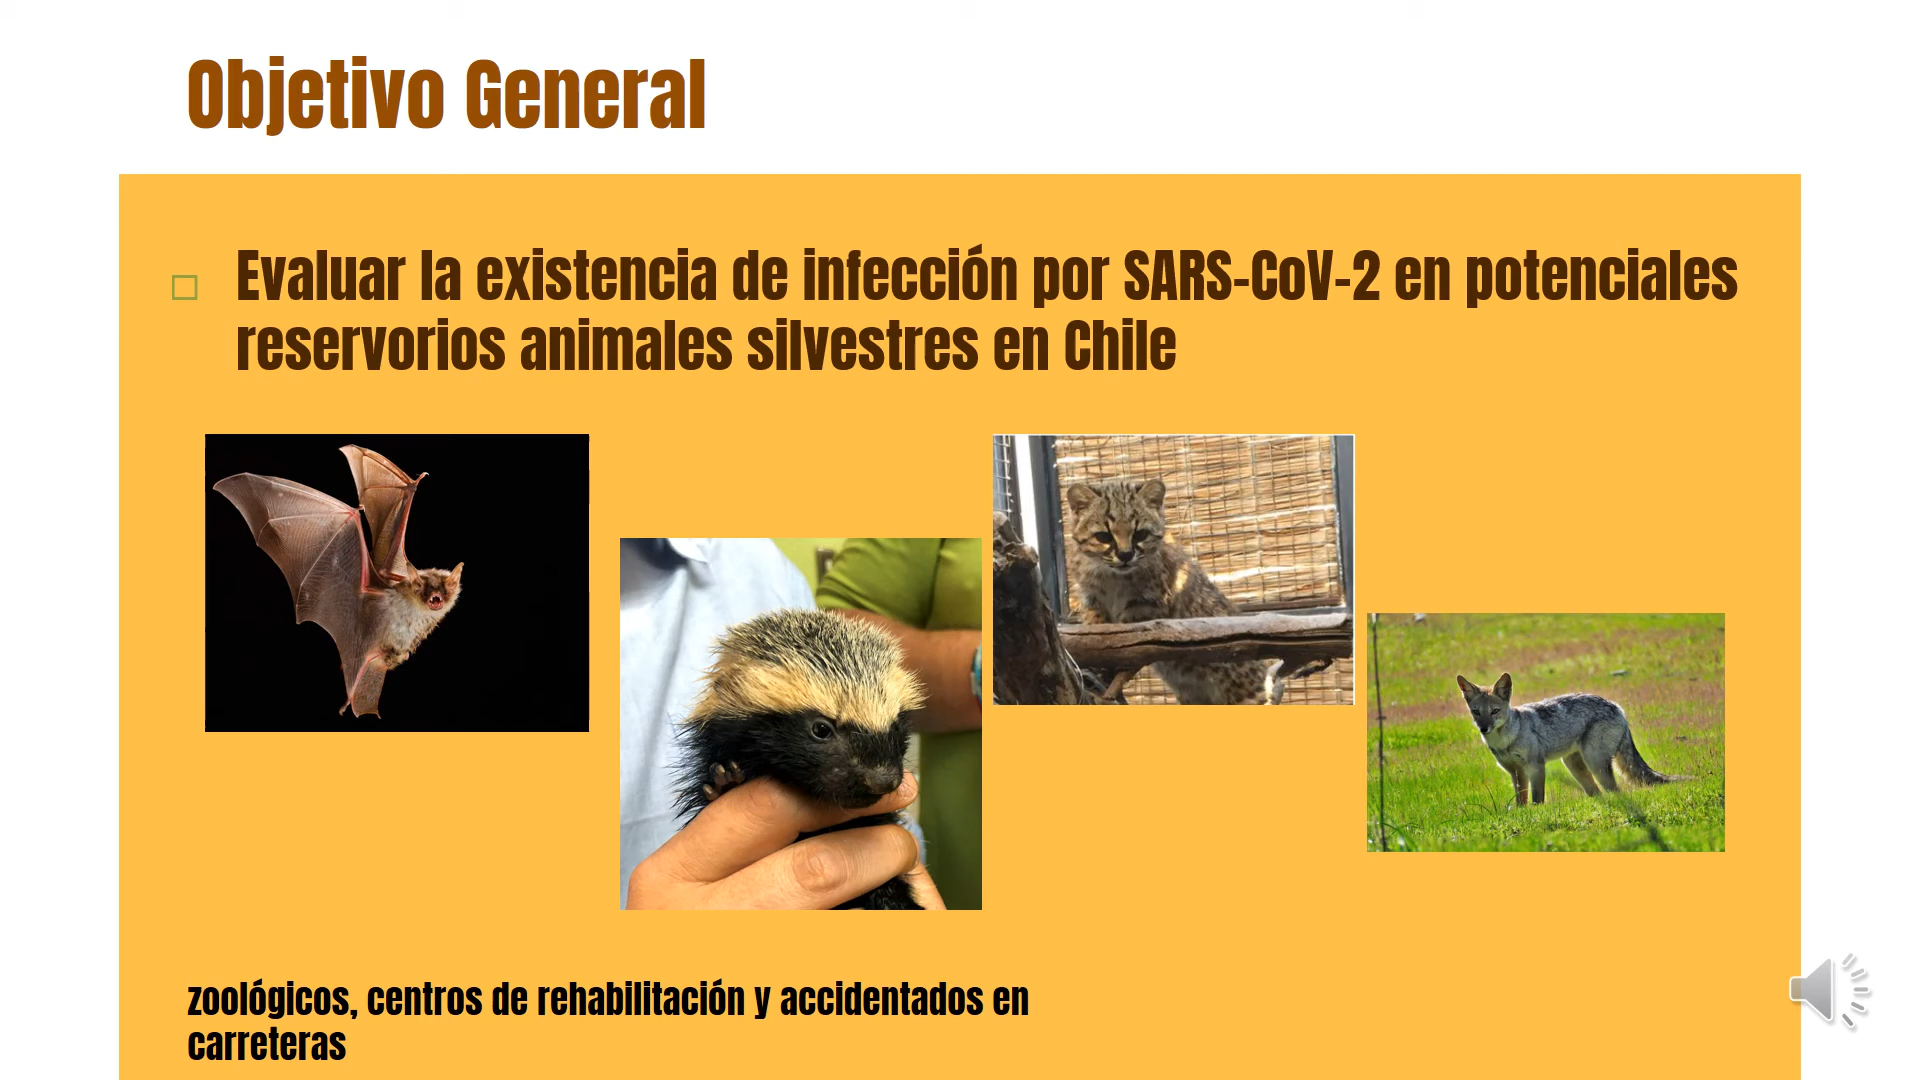 Objetivo General
Evaluar la existencia de infección por SARS-CoV-2 en potenciales
reservorios animales silvestres en Chile
zoológicos, centros de rehabilitación y accidentados en
carreteras